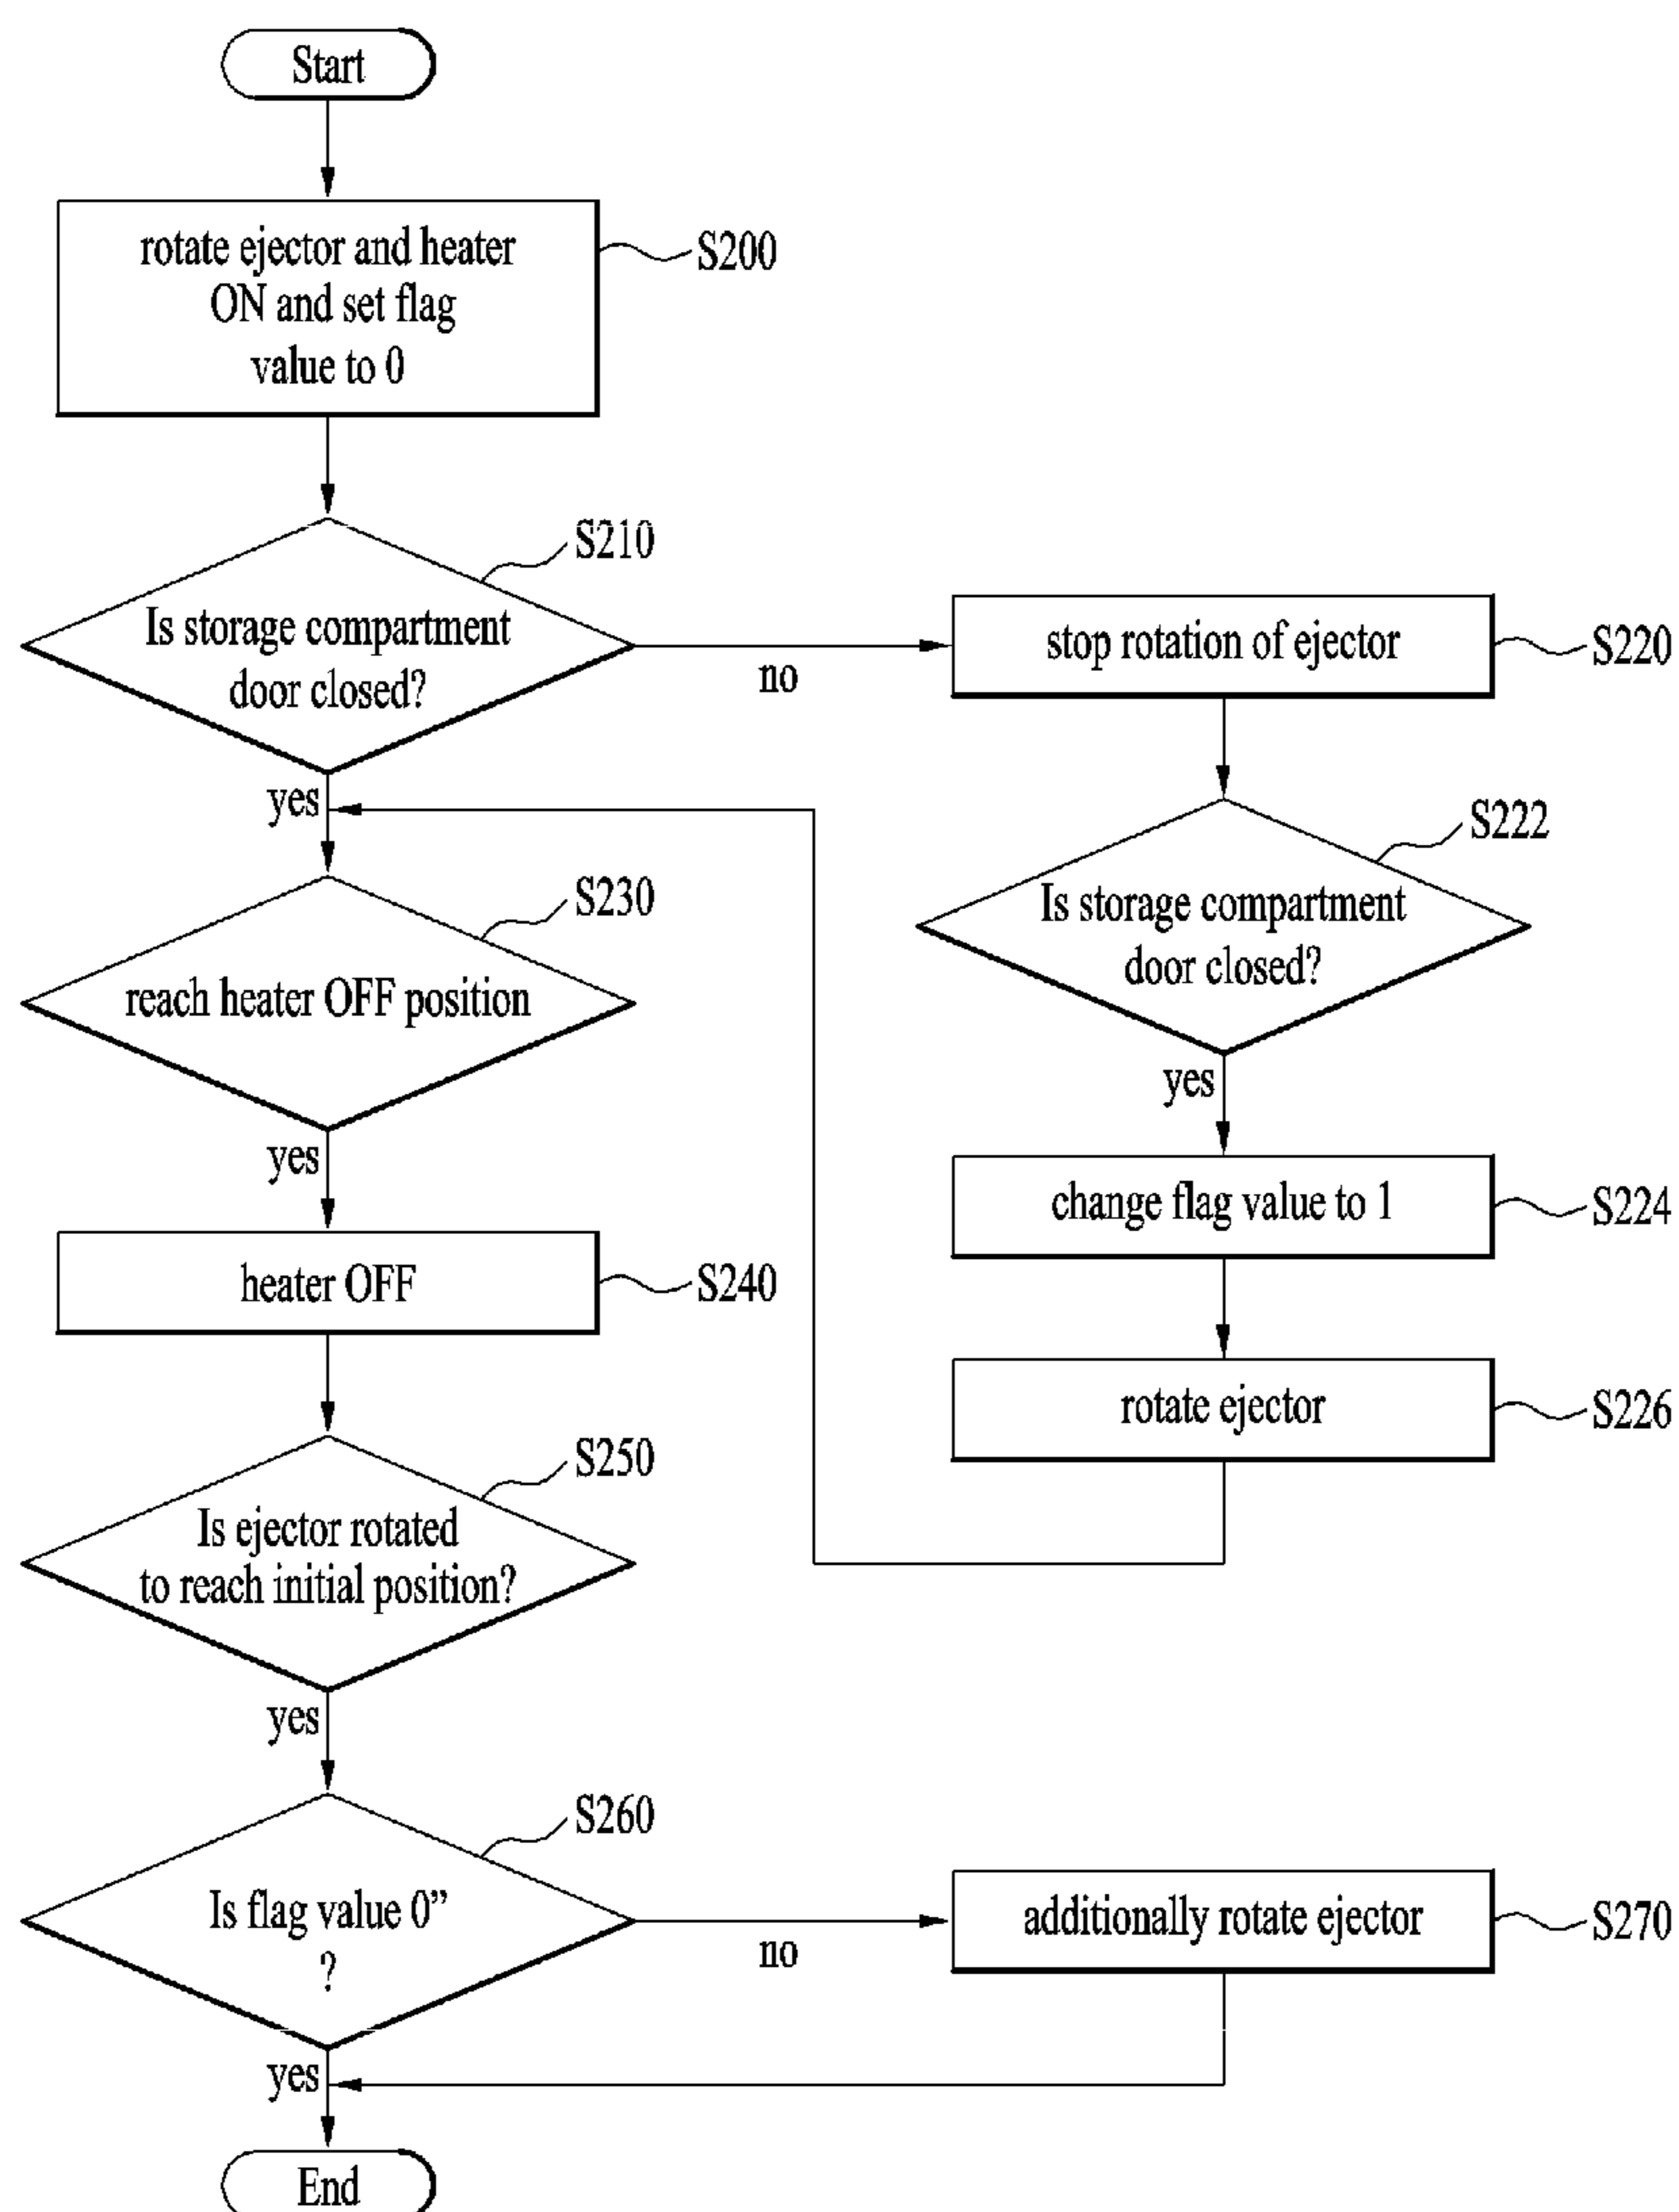 Start
rotate ejector and heater
ON and set flag
value to 0
S200
S210
Is storage compartment
door closed?
no
yes
stop rotation of ejector
S220
S222
Is storage compartment
door closed?
yes
change flag value to 1
S224
rotate ejector
S226
S230
reach heater OFF position
yes
heater OFF
S240
S250
Is ejector rotated
to reach initial position?
yes
S260
Is flag value 0”
?
no
additionally rotate ejector
S270
yes
End